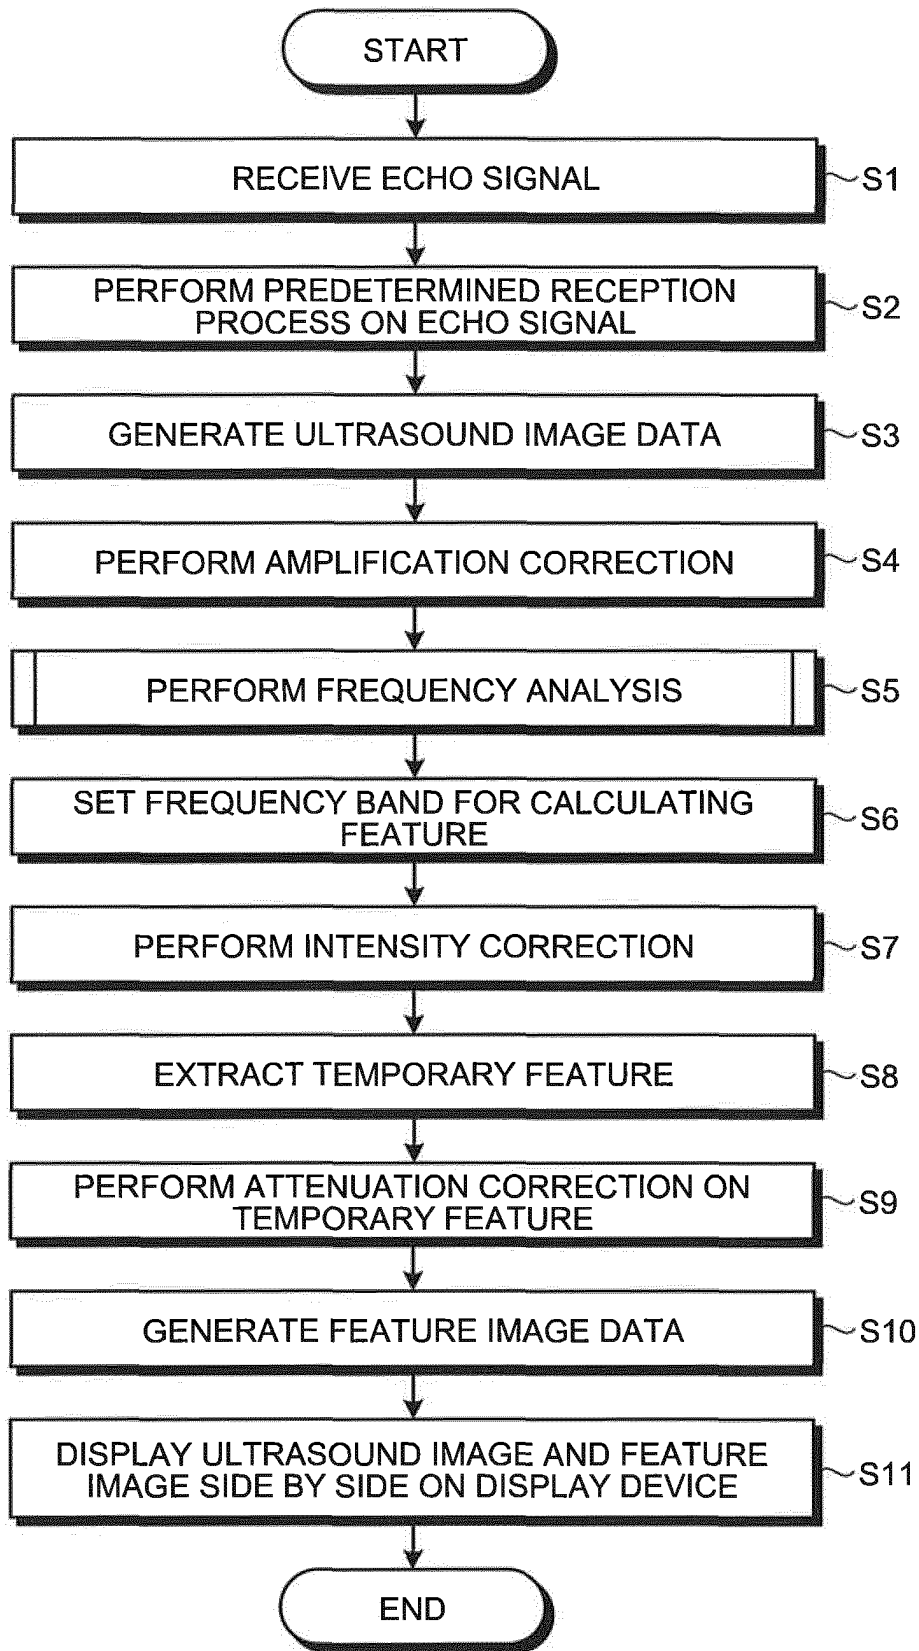 START
RECEIVE ECHO SIGNAL
S1
PERFORM PREDETERMINED RECEPTION
PROCESS ON ECHO SIGNAL
S2
GENERATE ULTRASOUND IMAGE DATA
S3
PERFORM AMPLIFICATION CORRECTION
S4
PERFORM FREQUENCY ANALYSIS
S5
SET FREQUENCY BAND FOR CALCULATING
FEATURE
S6
PERFORM INTENSITY CORRECTION
S7
EXTRACT TEMPORARY FEATURE
S8
PERFORM ATTENUATION CORRECTION ON
TEMPORARY FEATURE
S9
GENERATE FEATURE IMAGE DATA
S10
DISPLAY ULTRASOUND IMAGE AND FEATURE
IMAGE SIDE BY SIDE ON DISPLAY DEVICE
S11
END